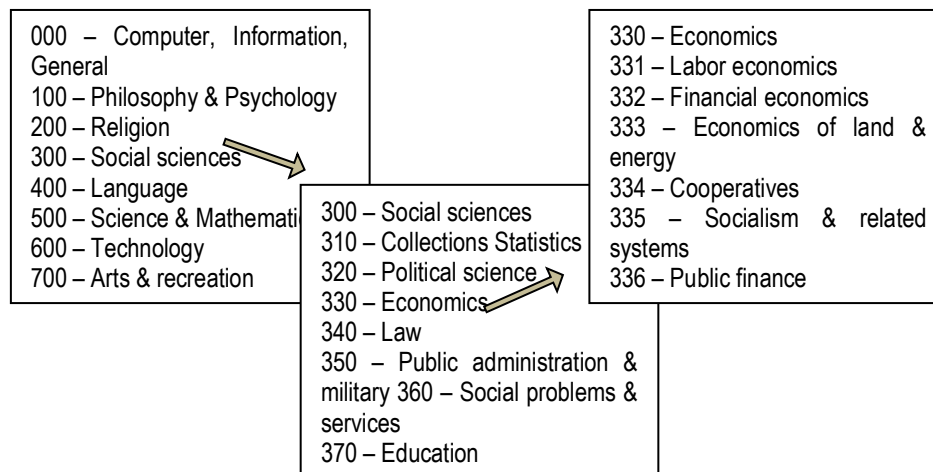 000 – Computer, Information,
General
100 – Philosophy & Psychology
200 – Religion
300 – Social sciences
400 – Language
500 – Science & Mathematic
600 – Technology
700 – Arts & recreation
300 – Social sciences
310 – Collections Statistics
320 – Political science
330 – Economics
340 – Law
350 – Public administration &
military 360 – Social problems &
services
370 – Education
330 – Economics
331 – Labor economics
332 – Financial economics
333 – Economics of land &
energy
334 – Cooperatives
335 – Socialism & related
systems
336 – Public finance